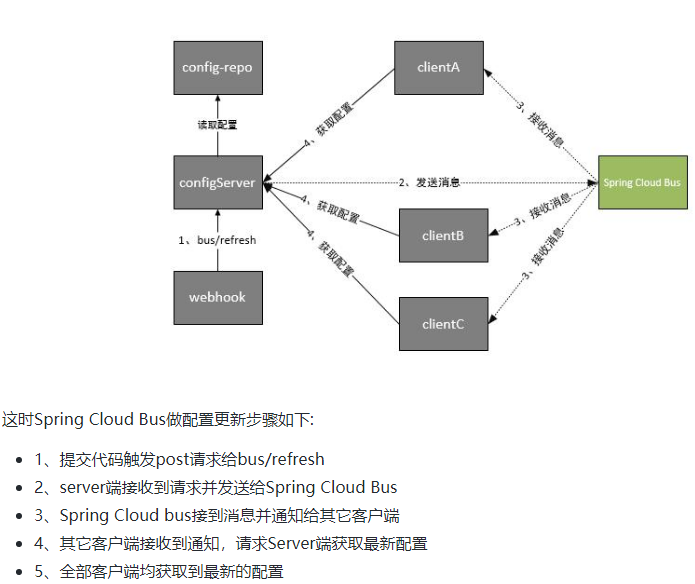 config-repo
clientA
读取配置
4、获取配置
3、接收消息
configServer
2、发送消息
Spring Cloud Bus
4、获取配置
3、接收消息
1、bus/refresh
clientB
4、获取配置
3、接收消息
webhook
clientC
这时Spring Cloud Bus做配置更新步骤如下:
• 1、提交代码触发post请求给bus/refresh
• 2、server端接收到请求并发送给Spring Cloud Bus
• 3、Spring Cloud bus接到消息并通知给其它客户端
• 4、其它客户端接收到通知，请求Server端获取最新配置
• 5、全部客户端均获取到最新的配置